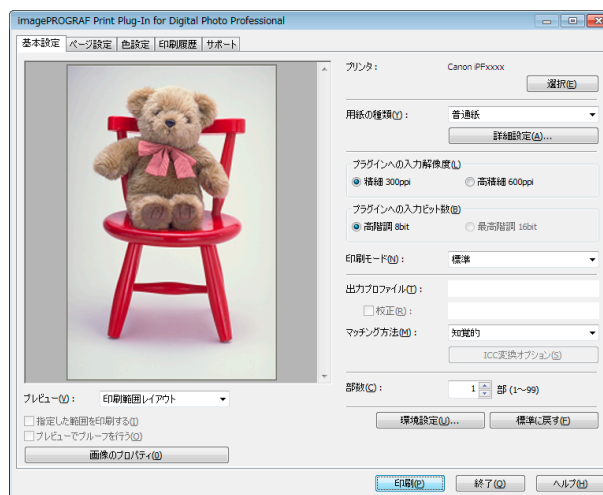 imagePROGRAF Print Plug-In for Digital Photo Professional
基本設定 ページ設定 色設定 印刷履歴 サポート
プリンタ： Canon iPFxxxx
選択(E)
用紙の種類(Y)： 普通紙
詳細設定(A)...
プラグインへの入力解像度(L)
精細 300ppi 高精細 600ppi
プラグインへの入力ビット数(B)
高階調 8bit 最高階調 16bit
印刷モード(N)： 標準
出力プロファイル(T)：
校正(R)：
マッチング方法(M)： 知覚的
ICC変換オプション(S)
部数(C)： 1 部 (1～99)
プレビュー(V)： 印刷範囲レイアウト
指定した範囲を印刷する(I)
プレビューでプルーフを行う(O)
画像のプロパティ(O)
環境設定(U)... 標準に戻す(F)
印刷(P) 終了(Q) ヘルプ(H)